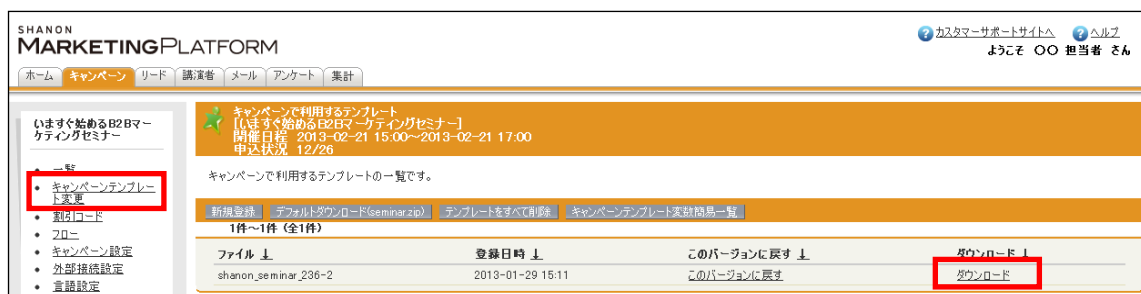 SHANON
MARKETINGPLATFORM
カスタマーサポートサイトへ ヘルプ
ようこそ 〇〇 担当者 さん
ホーム キャンペーン リード 講演者 メール アンケート 集計
いますぐ始めるB2Bマー
ケティングセミナー
一覧
キャンペーンテンプレー
ト変更
割引コード
フロー
キャンペーン設定
外部接続設定
言語設定
キャンペーンで利用するテンプレート
[いますぐ始めるB2Bマーケティングセミナー]
開催日程 2013-02-21 15:00～2013-02-21 17:00
申込状況 12/26
キャンペーンで利用するテンプレートの一覧です。
新規登録 デフォルトダウンロード(seminar.zip) テンプレートをすべて削除 キャンペーンテンプレート変数簡易一覧
1件～1件 (全1件)
ファイル ↓ 登録日時 ↓ このバージョンに戻す ↓ ダウンロード ↓
shanon_seminar_236-2 2013-01-29 15:11 このバージョンに戻す ダウンロード